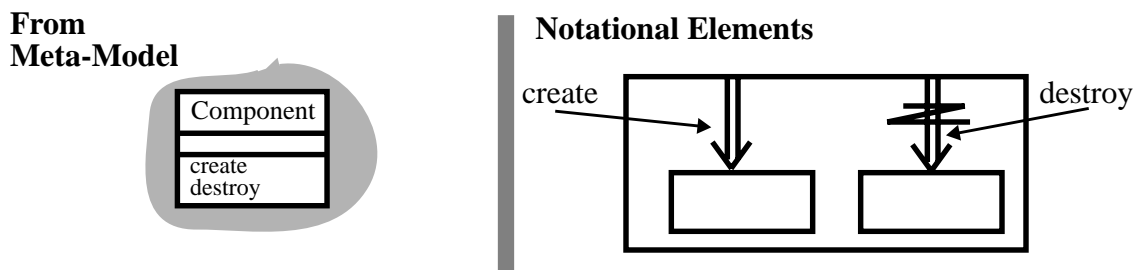 From
Meta-Model
Component
create
destroy
Notational Elements
create
destroy